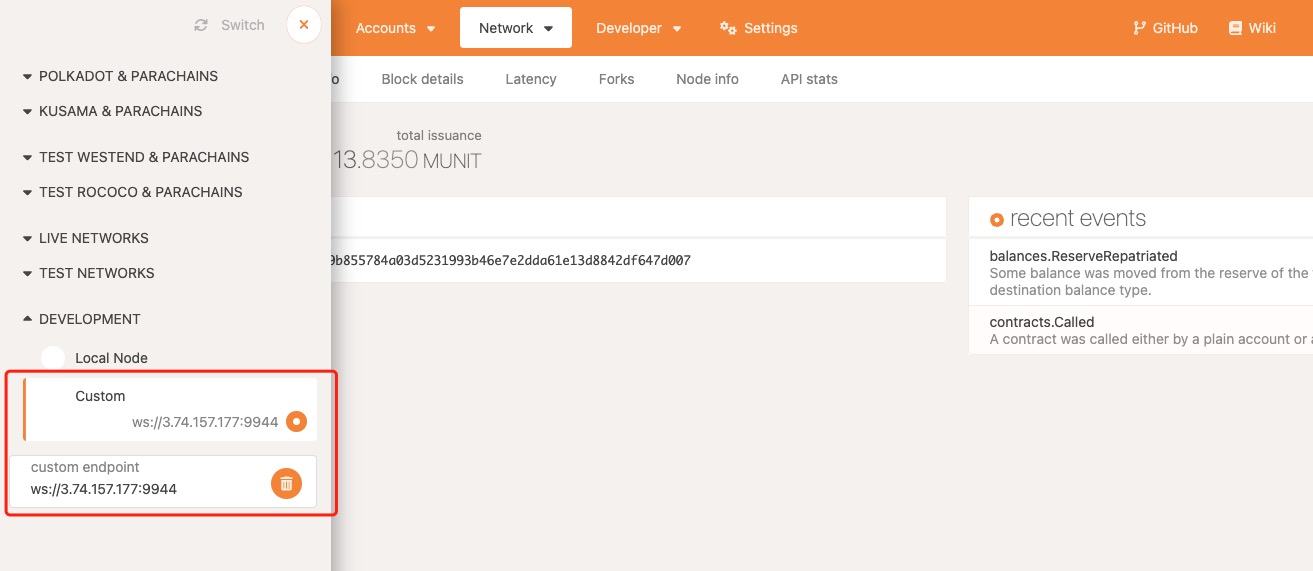 Switch
POLKADOT & PARACHAINS
KUSAMA & PARACHAINS
TEST WESTEND & PARACHAINS
TEST ROCOCO & PARACHAINS
LIVE NETWORKS
TEST NETWORKS
DEVELOPMENT
Local Node
Custom
ws://3.74.157.177:9944
custom endpoint
ws://3.74.157.177:9944
Accounts Network Developer Settings GitHub Wiki
o Block details Latency Forks Node info API stats
total issuance
13.8350 MUNIT
9b855784a03d5231993b46e7e2dda61e13d8842df647d007
recent events
balances.ReserveRepatriated
Some balance was moved from the reserve of the
destination balance type.
contracts.Called
A contract was called either by a plain account or